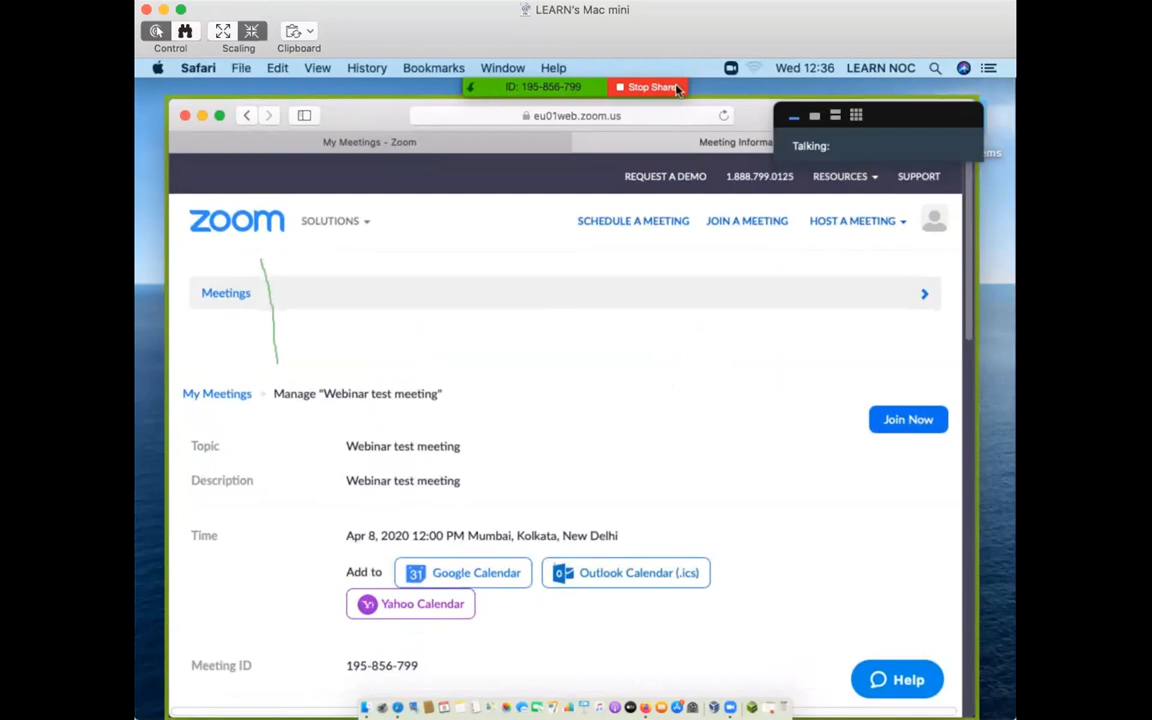 LEARN's Mac mini
Control Scaling Clipboard
Safari File Edit View History Bookmarks Window Help Wed 12:36 LEARN NOC
ID: 195-856-799 Stop Share
eu01web.zoom.us
My Meetings - Zoom Meeting Informa
Talking:
REQUEST A DEMO 1.888.799.0125 RESOURCES SUPPORT
zoom SOLUTIONS SCHEDULE A MEETING JOIN A MEETING HOST A MEETING
Meetings
My Meetings > Manage "Webinar test meeting"
Join Now
Topic Webinar test meeting
Description Webinar test meeting
Time Apr 8, 2020 12:00 PM Mumbai, Kolkata, New Delhi
Add to 31 Google Calendar Outlook Calendar (.ics)
Yahoo Calendar
Meeting ID 195-856-799
Help